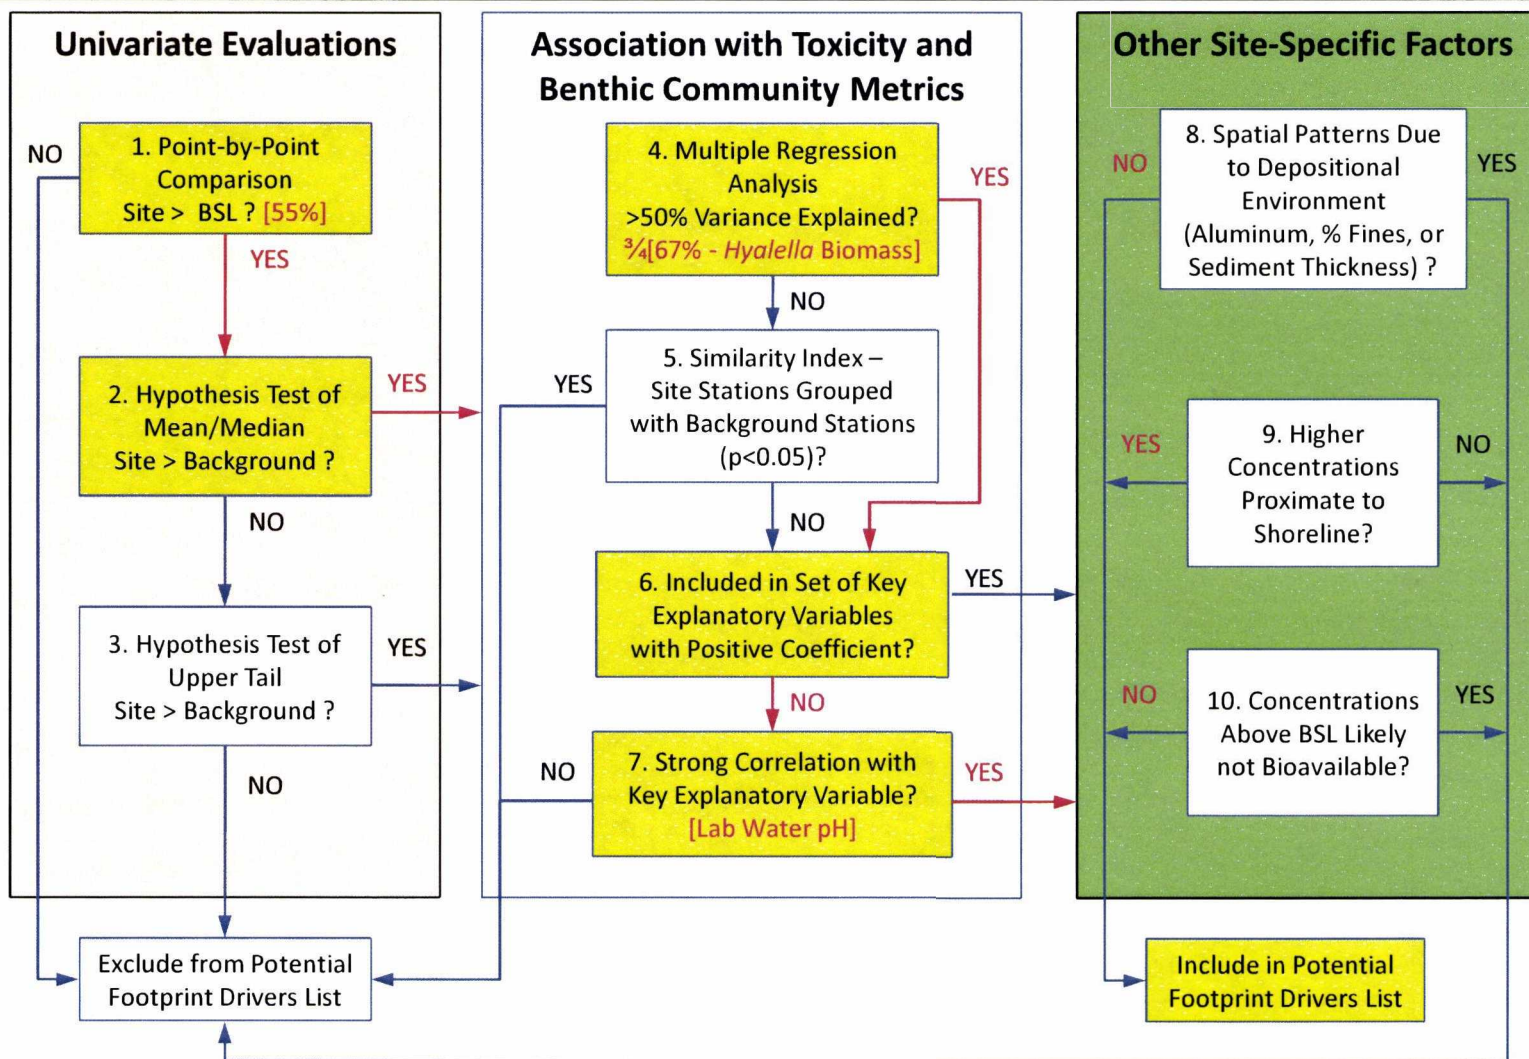 Univariate Evaluations
NO
1. Point-by-Point
Comparison
Site > BSL ? [55%]
YES
2. Hypothesis Test of
Mean/Median
Site > Background ?
YES
NO
3. Hypothesis Test of
Upper Tail
Site > Background ?
YES
NO
Exclude from Potential
Footprint Drivers List
Association with Toxicity and
Benthic Community Metrics
4. Multiple Regression
Analysis
>50% Variance Explained?
¾[67% - Hyalella Biomass]
YES
NO
YES
5. Similarity Index –
Site Stations Grouped
with Background Stations
(p<0.05)?
NO
6. Included in Set of Key
Explanatory Variables
with Positive Coefficient?
YES
NO
NO
7. Strong Correlation with
Key Explanatory Variable?
[Lab Water pH]
YES
Other Site-Specific Factors
NO
8. Spatial Patterns Due
to Depositional
Environment
(Aluminum, % Fines, or
Sediment Thickness) ?
YES
YES
9. Higher
Concentrations
Proximate to
Shoreline?
NO
NO
10. Concentrations
Above BSL Likely
not Bioavailable?
YES
Include in Potential
Footprint Drivers List